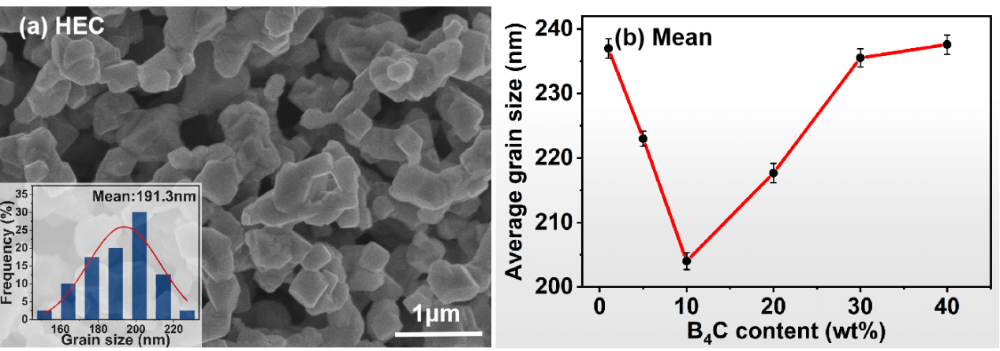 (a) HEC
Mean:191.3nm
Frequency (%)
35
30
25
20
15
10
5
0
160 180 200 220
Grain size (nm)
1μm
(b) Mean
Average grain size (nm)
240
230
220
210
200
0 10 20 30 40
B₄C content (wt%)